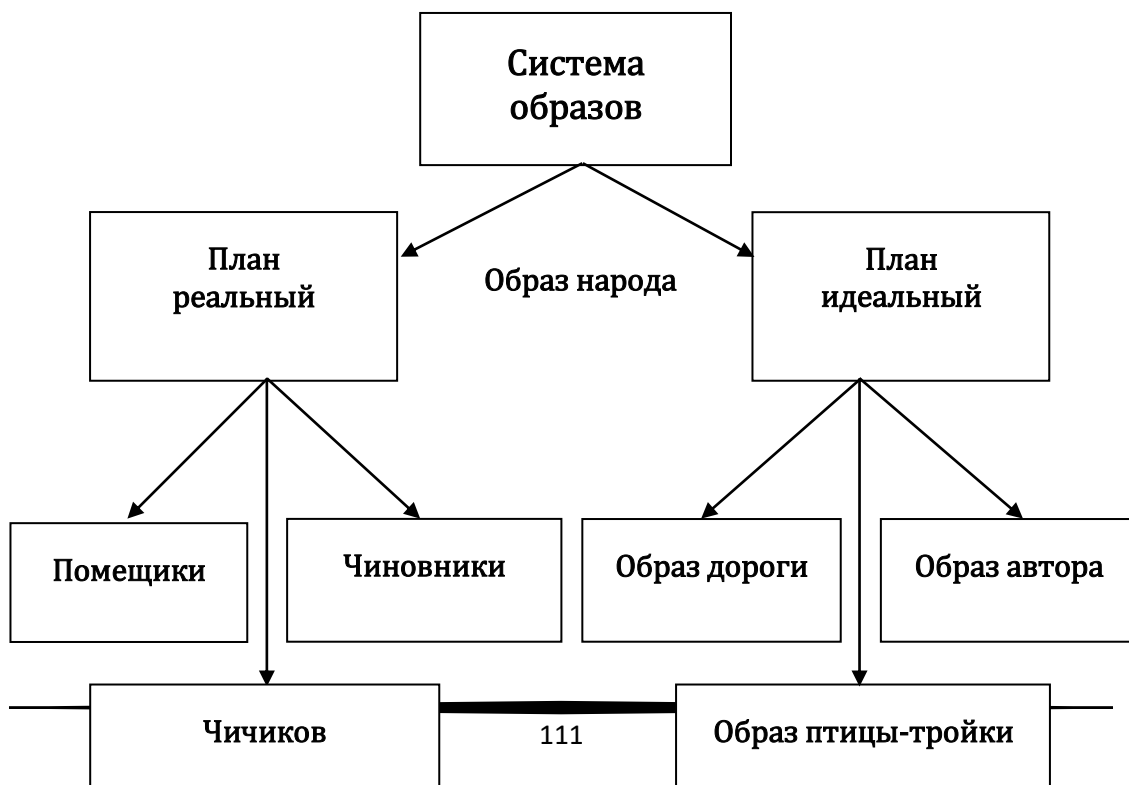 Система
образов
План
реальный
Образ народа
План
идеальный
Помещики
Чиновники
Образ дороги
Образ автора
Чичиков
111
Образ птицы-тройки